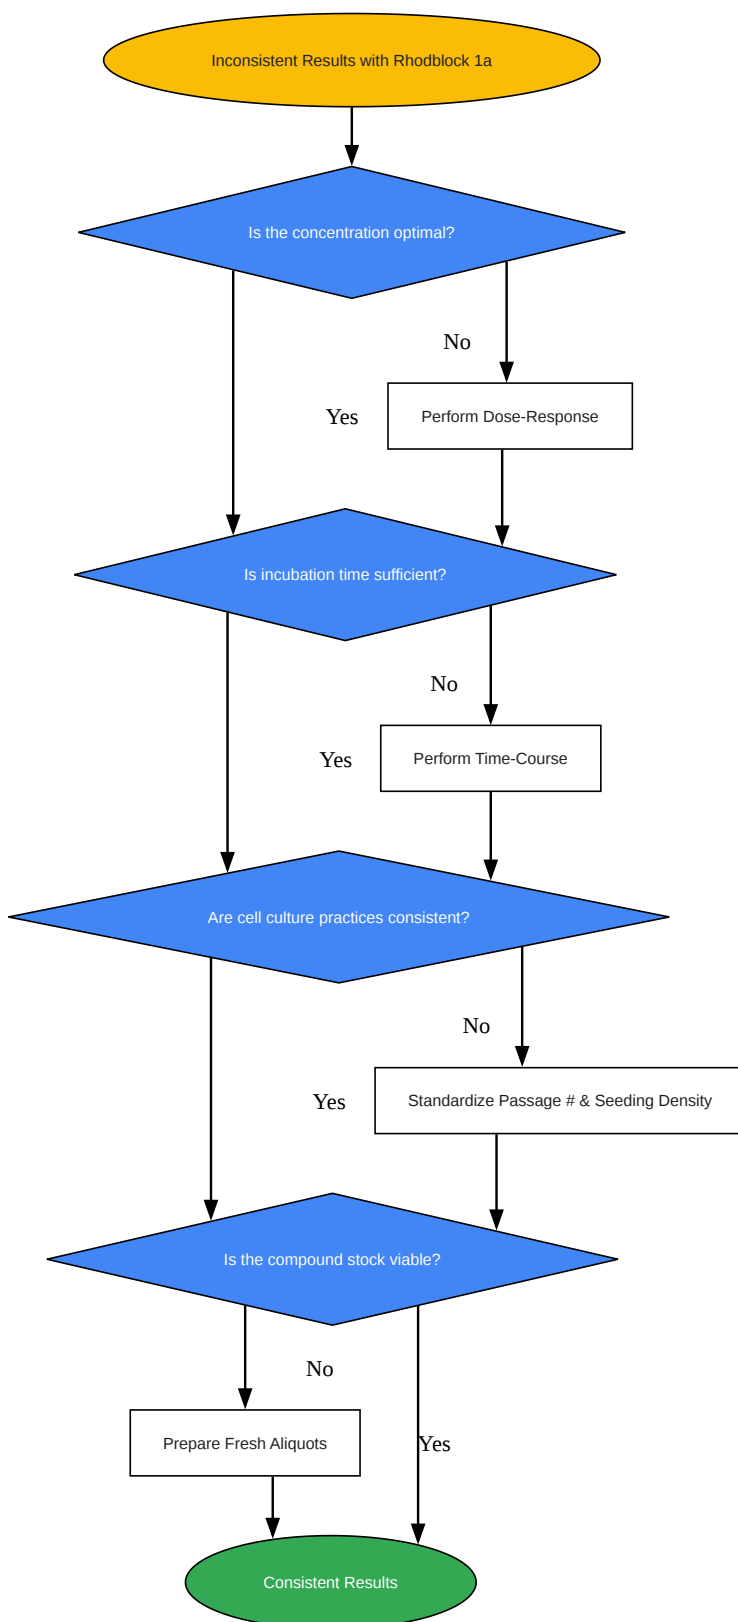 Inconsistent Results with Rhodblock 1a
Is the concentration optimal?
No
Yes
Perform Dose-Response
Is incubation time sufficient?
No
Yes
Perform Time-Course
Are cell culture practices consistent?
No
Yes
Standardize Passage # & Seeding Density
Is the compound stock viable?
No
Prepare Fresh Aliquots
Yes
Consistent Results